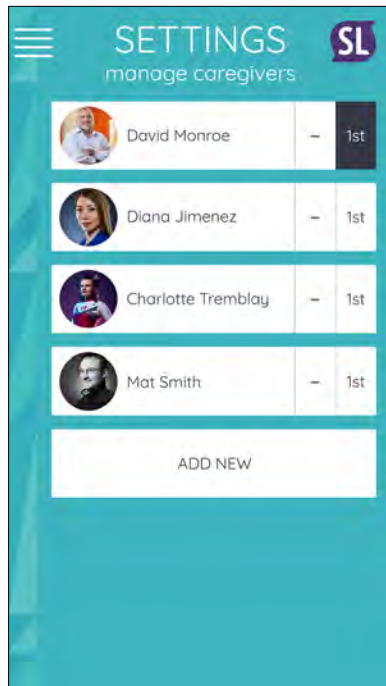 SETTINGS
SL
manage caregivers
David Monroe
–
1st
Diana Jimenez
–
1st
Charlotte Tremblay
–
1st
Mat Smith
–
1st
ADD NEW